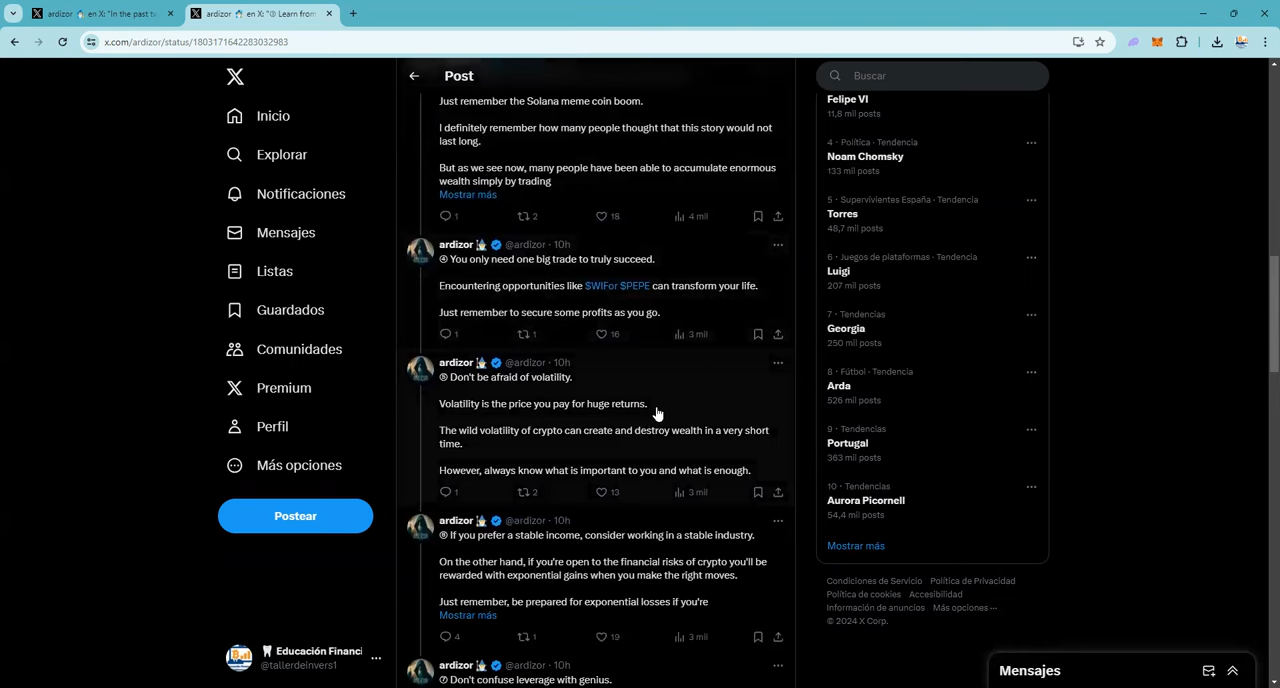 ardizor en X: "In the past t
ardizor en X: "① Learn from
x.com/ardizor/status/1803171642283032983
Inicio
Explorar
Notificaciones
Mensajes
Listas
Guardados
Comunidades
Premium
Perfil
Más opciones
Postear
Educación Financi
@tallerdeinvers1
Post
Just remember the Solana meme coin boom.
I definitely remember how many people thought that this story would not
last long.
But as we see now, many people have been able to accumulate enormous
wealth simply by trading
Mostrar más
1 2 18 4 mil
ardizor @ardizor · 10h
④ You only need one big trade to truly succeed.
Encountering opportunities like $WIFor $PEPE can transform your life.
Just remember to secure some profits as you go.
1 1 16 3 mil
ardizor @ardizor · 10h
⑤ Don't be afraid of volatility.
Volatility is the price you pay for huge returns.
The wild volatility of crypto can create and destroy wealth in a very short
time.
However, always know what is important to you and what is enough.
1 2 13 3 mil
ardizor @ardizor · 10h
⑥ If you prefer a stable income, consider working in a stable industry.
On the other hand, if you're open to the financial risks of crypto you'll be
rewarded with exponential gains when you make the right moves.
Just remember, be prepared for exponential losses if you're
Mostrar más
4 1 19 3 mil
ardizor @ardizor · 10h
⑦ Don't confuse leverage with genius.
Buscar
Felipe VI
11,8 mil posts
4 · Política · Tendencia
Noam Chomsky
133 mil posts
5 · Supervivientes España · Tendencia
Torres
48,7 mil posts
6 · Juegos de plataformas · Tendencia
Luigi
207 mil posts
7 · Tendencias
Georgia
250 mil posts
8 · Fútbol · Tendencia
Arda
526 mil posts
9 · Tendencias
Portugal
363 mil posts
10 · Tendencias
Aurora Picornell
54,4 mil posts
Mostrar más
Condiciones de Servicio Política de Privacidad
Política de cookies Accesibilidad
Información de anuncios Más opciones ···
© 2024 X Corp.
Mensajes